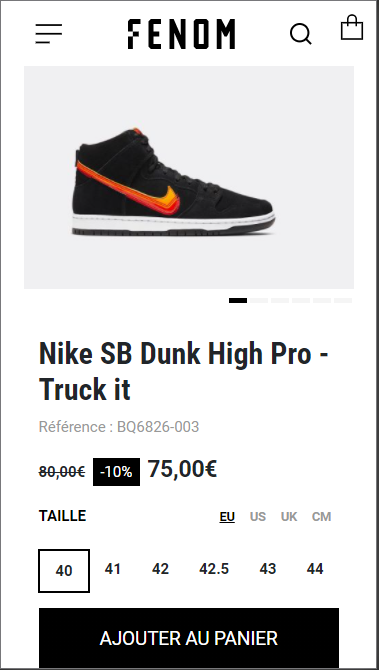 FENOM
Nike SB Dunk High Pro -
Truck it
Référence : BQ6826-003
80,00€ -10% 75,00€
TAILLE EU US UK CM
40 41 42 42.5 43 44
AJOUTER AU PANIER